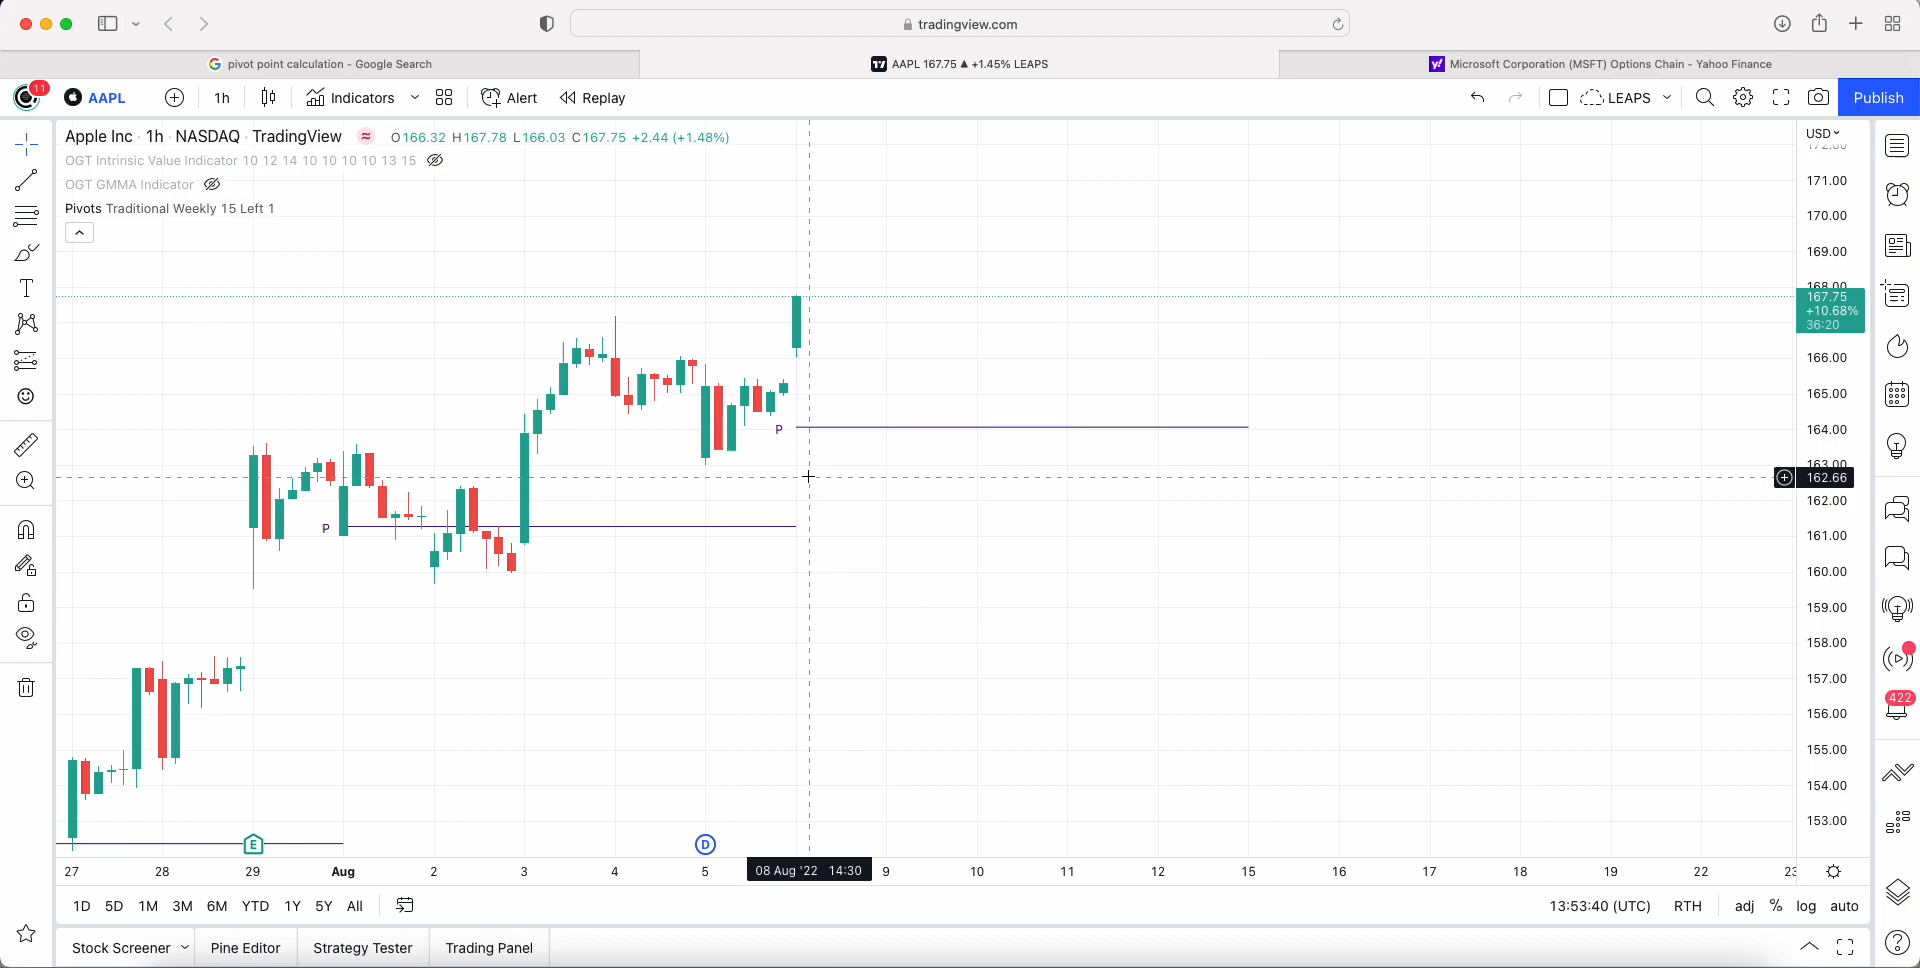 tradingview.com
pivot point calculation - Google Search
AAPL 167.75 ▲ +1.45% LEAPS
Microsoft Corporation (MSFT) Options Chain - Yahoo Finance
11
AAPL
1h
Indicators
Alert
Replay
LEAPS
Publish
Apple Inc · 1h · NASDAQ · TradingView
O166.32 H167.78 L166.03 C167.75 +2.44 (+1.48%)
OGT Intrinsic Value Indicator 10 12 14 10 10 10 10 13 15
OGT GMMA Indicator
Pivots Traditional Weekly 15 Left 1
USD
172.00
171.00
170.00
169.00
168.00
167.75
+10.68%
36:20
166.00
165.00
164.00
163.00
162.66
162.00
161.00
160.00
159.00
158.00
157.00
156.00
155.00
154.00
153.00
P
P
E
D
422
27 28 29 Aug 2 3 4 5 08 Aug '22 14:30 9 10 11 12 15 16 17 18 19 22 23
1D 5D 1M 3M 6M YTD 1Y 5Y All
13:53:40 (UTC) RTH adj % log auto
Stock Screener Pine Editor Strategy Tester Trading Panel